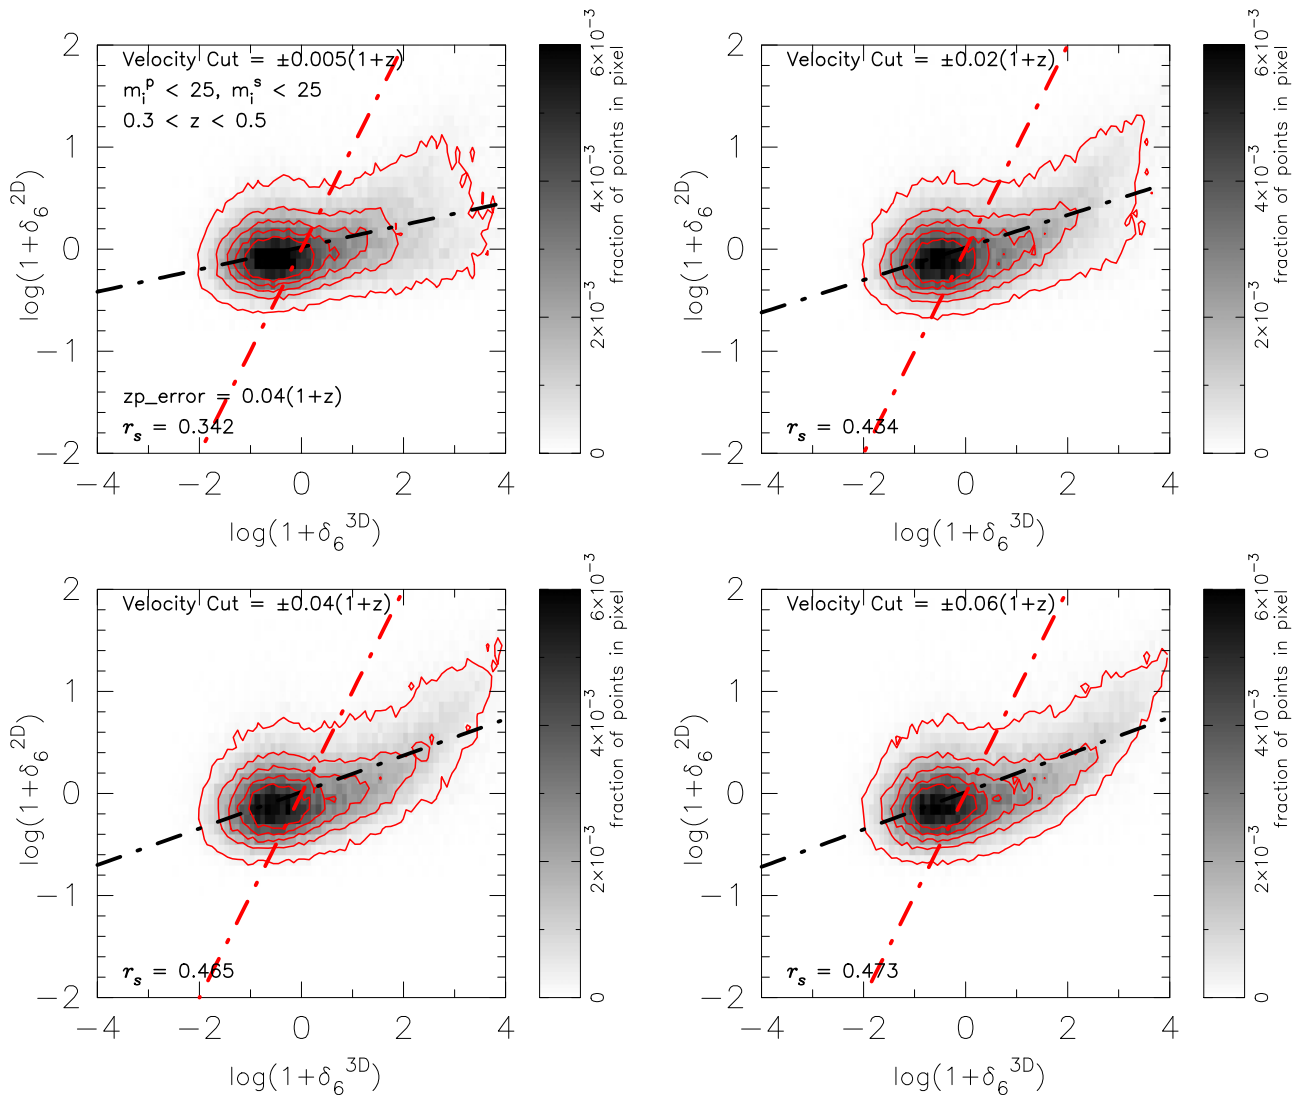 Velocity Cut = ±0.005(1+z)
m_i^p < 25, m_i^s < 25
0.3 < z < 0.5
zp_error = 0.04(1+z)
r_s = 0.342
2
1
0
−1
−2
−4
−2
0
2
4
log(1+δ_6^2D)
log(1+δ_6^3D)
0
2×10^−3
4×10^−3
6×10^−3
fraction of points in pixel
Velocity Cut = ±0.02(1+z)
r_s = 0.434
2
1
0
−1
−2
−4
−2
0
2
4
log(1+δ_6^2D)
log(1+δ_6^3D)
0
2×10^−3
4×10^−3
6×10^−3
fraction of points in pixel
Velocity Cut = ±0.04(1+z)
r_s = 0.465
2
1
0
−1
−2
−4
−2
0
2
4
log(1+δ_6^2D)
log(1+δ_6^3D)
0
2×10^−3
4×10^−3
6×10^−3
fraction of points in pixel
Velocity Cut = ±0.06(1+z)
r_s = 0.473
2
1
0
−1
−2
−4
−2
0
2
4
log(1+δ_6^2D)
log(1+δ_6^3D)
0
2×10^−3
4×10^−3
6×10^−3
fraction of points in pixel